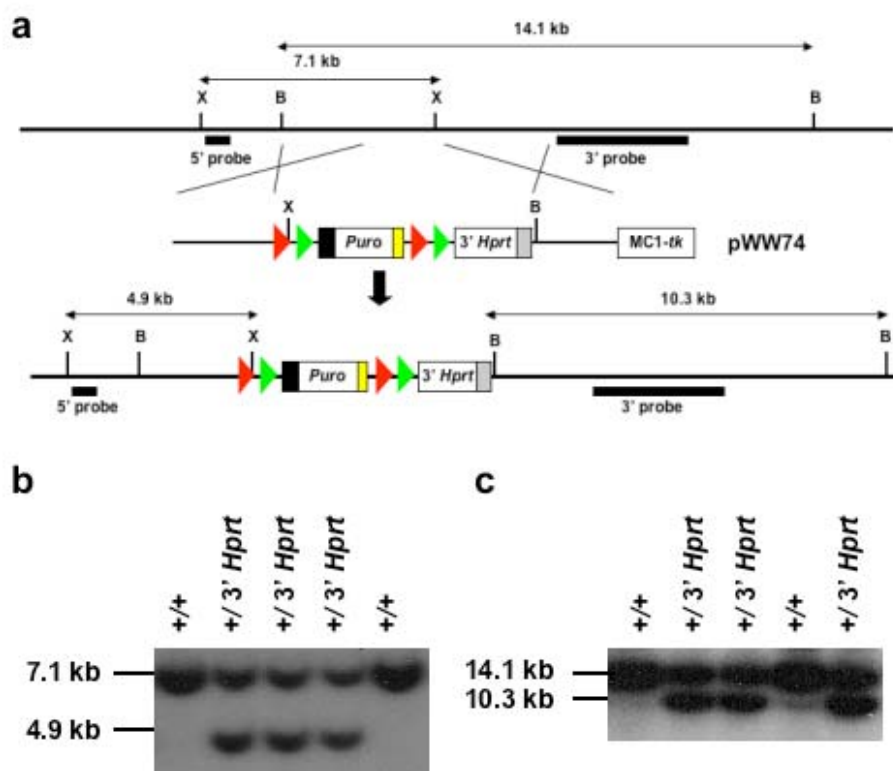 a
14.1 kb
7.1 kb
X B X B
5' probe 3' probe
X B
Puro 3' Hprt MC1-tk pWW74
4.9 kb 10.3 kb
X B X B B
Puro 3' Hprt
5' probe 3' probe
b
+/+ +/3' Hprt +/3' Hprt +/3' Hprt +/+
7.1 kb
4.9 kb
c
+/+ +/3' Hprt +/3' Hprt +/+ +/3' Hprt
14.1 kb
10.3 kb